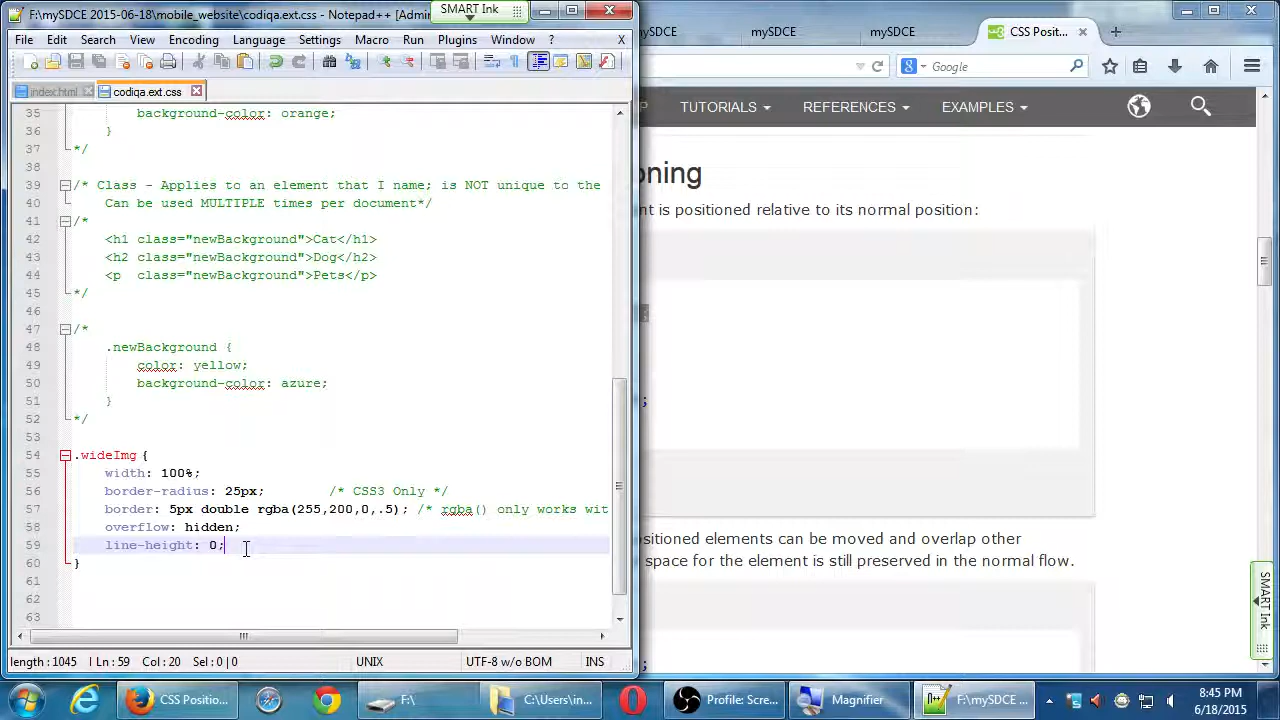 F:\mySDCE 2015-06-18\mobile_website\codiqa.ext.css - Notepad++ [Admi
SMART Ink
File Edit Search View Encoding Language Settings Macro Run Plugins Window ? X
index.html codiqa.ext.css
35 background-color: orange;
36 }
37 */
38
39 /* Class - Applies to an element that I name; is NOT unique to the
40 Can be used MULTIPLE times per document*/
41 /*
42 <h1 class="newBackground">Cat</h1>
43 <h2 class="newBackground">Dog</h2>
44 <p  class="newBackground">Pets</p>
45 */
46
47 /*
48 .newBackground {
49 color: yellow;
50 background-color: azure;
51 }
52 */
53
54 .wideImg {
55 width: 100%;
56 border-radius: 25px; /* CSS3 Only */
57 border: 5px double rgba(255,200,0,.5); /* rgba() only works wit
58 overflow: hidden;
59 line-height: 0;
60 }
61
62
63
length : 1045 Ln : 59 Col : 20 Sel : 0 | 0 UNIX UTF-8 w/o BOM INS
mySDCE mySDCE CSS Posit...
Google
TUTORIALS REFERENCES EXAMPLES
oning
nt is positioned relative to its normal position:
;
sitioned elements can be moved and overlap other
space for the element is still preserved in the normal flow.
;
SMART Ink
CSS Positio... F:\ C:\Users\in... Profile: Scre... Magnifier F:\mySDCE ... 8:45 PM
6/18/2015